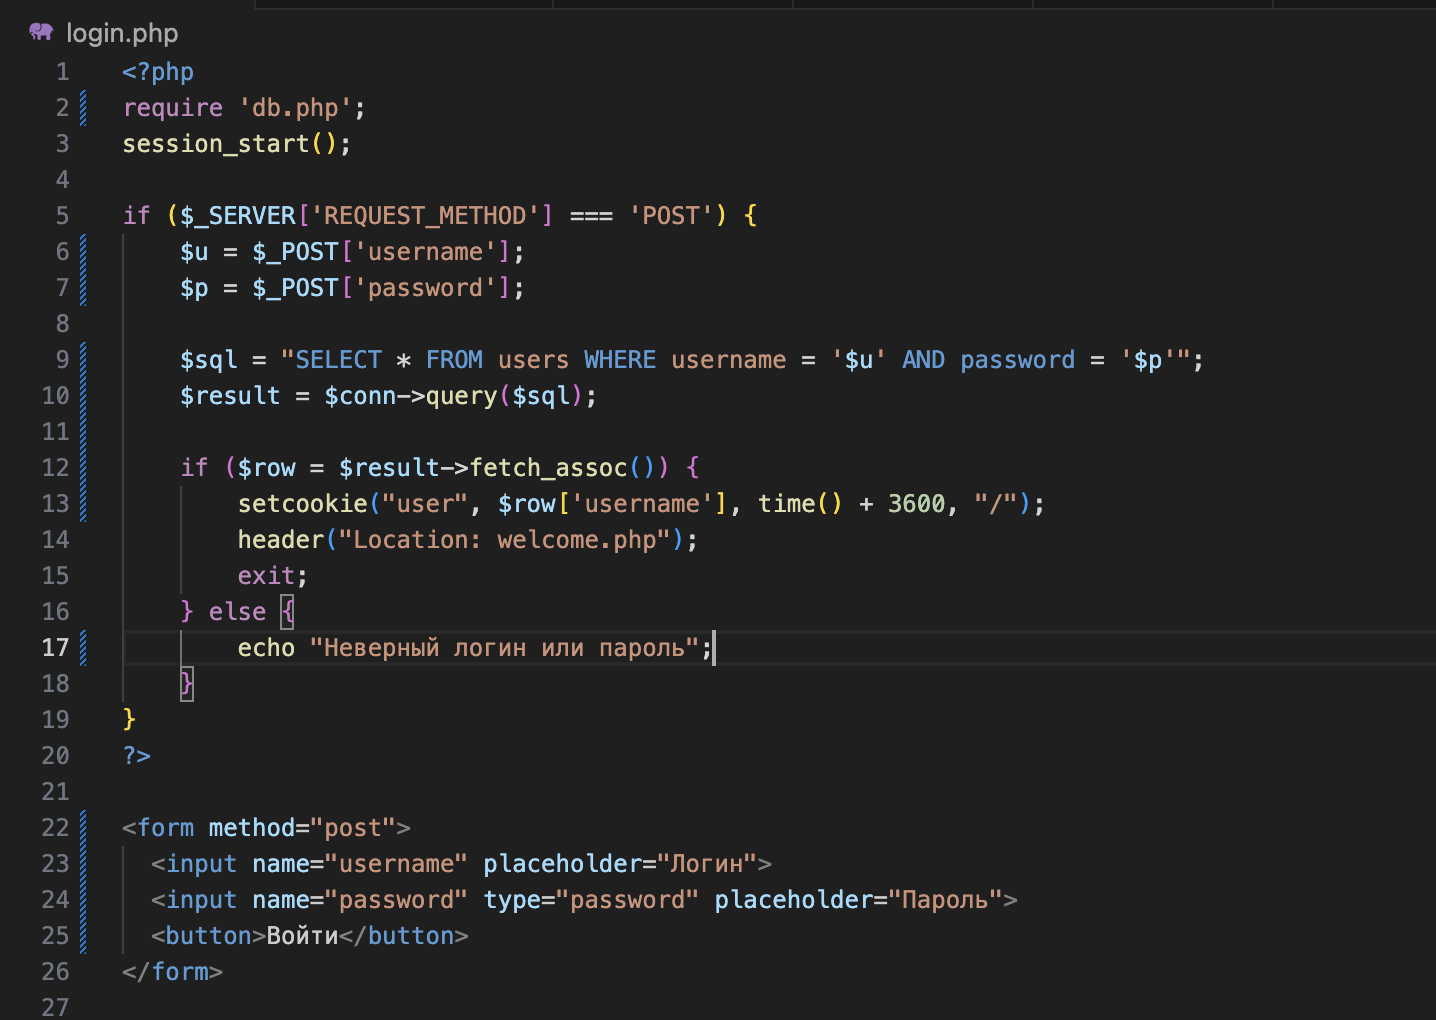 login.php
1 <?php
2 require 'db.php';
3 session_start();
4
5 if ($_SERVER['REQUEST_METHOD'] === 'POST') {
6     $u = $_POST['username'];
7     $p = $_POST['password'];
8
9     $sql = "SELECT * FROM users WHERE username = '$u' AND password = '$p'";
10     $result = $conn->query($sql);
11
12     if ($row = $result->fetch_assoc()) {
13         setcookie("user", $row['username'], time() + 3600, "/");
14         header("Location: welcome.php");
15         exit;
16     } else {
17         echo "Неверный логин или пароль";
18     }
19 }
20 ?>
21
22 <form method="post">
23   <input name="username" placeholder="Логин">
24   <input name="password" type="password" placeholder="Пароль">
25   <button>Войти</button>
26 </form>
27